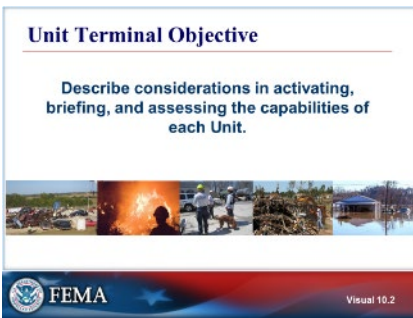 Unit Terminal Objective
Describe considerations in activating,
briefing, and assessing the capabilities of
each Unit.
FEMA
Visual 10.2